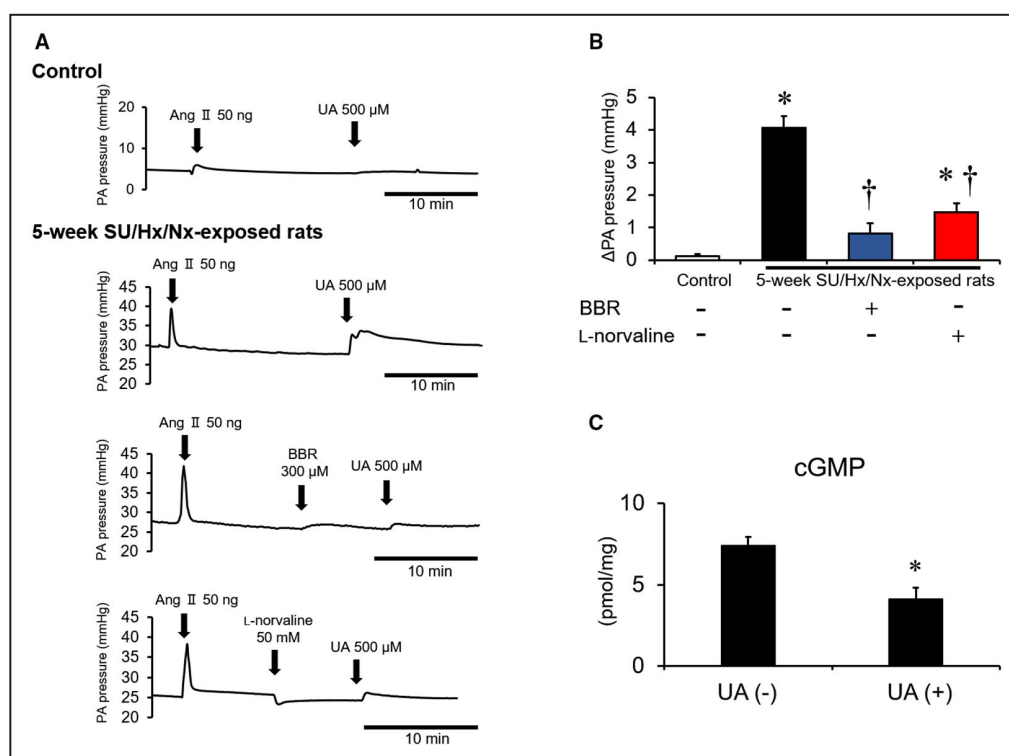 A
Control
PA pressure (mmHg)
20
15
10
5
0
Ang Ⅱ 50 ng
UA 500 μM
10 min
5-week SU/Hx/Nx-exposed rats
PA pressure (mmHg)
45
40
35
30
25
20
Ang Ⅱ 50 ng
UA 500 μM
10 min
PA pressure (mmHg)
45
40
35
30
25
20
Ang Ⅱ 50 ng
BBR
300 μM
UA 500 μM
10 min
PA pressure (mmHg)
45
40
35
30
25
20
Ang Ⅱ 50 ng
L-norvaline
50 mM
UA 500 μM
10 min
B
ΔPA pressure (mmHg)
5
4
3
2
1
0
*
†
* †
Control 5-week SU/Hx/Nx-exposed rats
BBR - - + -
L-norvaline - - - +
C
cGMP
(pmol/mg)
10
5
0
*
UA (-) UA (+)